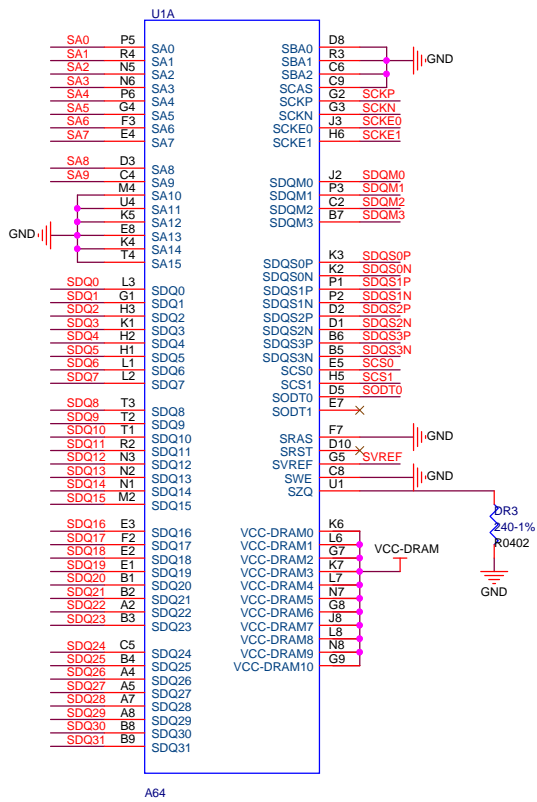 U1A
SA0 P5 SA0 SBA0 D8
SA1 R4 SA1 SBA1 R3 GND
SA2 N5 SA2 SBA2 C6
SA3 N6 SA3 SCAS C9
SA4 P6 SA4 SCKP G2 SCKP
SA5 G4 SA5 SCKN G3 SCKN
SA6 F3 SA6 SCKE0 J3 SCKE0
SA7 E4 SA7 SCKE1 H6 SCKE1
SA8 D3 SA8 SDQM0 J2 SDQM0
SA9 C4 SA9 SDQM1 P3 SDQM1
M4 SA10 SDQM2 C2 SDQM2
U4 SA11 SDQM3 B7 SDQM3
K5 SA12
GND E8 SA13
K4 SA14 SDQS0P K3 SDQS0P
T4 SA15 SDQS0N K2 SDQS0N
SDQ0 L3 SDQ0 SDQS1P P1 SDQS1P
SDQ1 G1 SDQ1 SDQS1N P2 SDQS1N
SDQ2 H3 SDQ2 SDQS2P D2 SDQS2P
SDQ3 K1 SDQ3 SDQS2N D1 SDQS2N
SDQ4 H2 SDQ4 SDQS3P B6 SDQS3P
SDQ5 H1 SDQ5 SDQS3N B5 SDQS3N
SDQ6 L1 SDQ6 SCS0 E5 SCS0
SDQ7 L2 SDQ7 SCS1 H5 SCS1
SODT0 D5 SODT0
SDQ8 T3 SDQ8 SODT1 E7
SDQ9 T2 SDQ9
SDQ10 T1 SDQ10 SRAS F7 GND
SDQ11 R2 SDQ11 SRST D10
SDQ12 N3 SDQ12 SVREF G5 SVREF
SDQ13 N2 SDQ13 SWE C8 GND
SDQ14 N1 SDQ14 SZQ U1
SDQ15 M2 SDQ15
DR3
240-1%
R0402
GND
SDQ16 E3 SDQ16 VCC-DRAM0 K6
SDQ17 F2 SDQ17 VCC-DRAM1 L6
SDQ18 E2 SDQ18 VCC-DRAM2 G7 VCC-DRAM
SDQ19 E1 SDQ19 VCC-DRAM3 K7
SDQ20 B1 SDQ20 VCC-DRAM4 L7
SDQ21 B2 SDQ21 VCC-DRAM5 N7
SDQ22 A2 SDQ22 VCC-DRAM6 G8
SDQ23 B3 SDQ23 VCC-DRAM7 J8
VCC-DRAM8 L8
SDQ24 C5 SDQ24 VCC-DRAM9 N8
SDQ25 B4 SDQ25 VCC-DRAM10 G9
SDQ26 A4 SDQ26
SDQ27 A5 SDQ27
SDQ28 A7 SDQ28
SDQ29 A8 SDQ29
SDQ30 B8 SDQ30
SDQ31 B9 SDQ31
A64